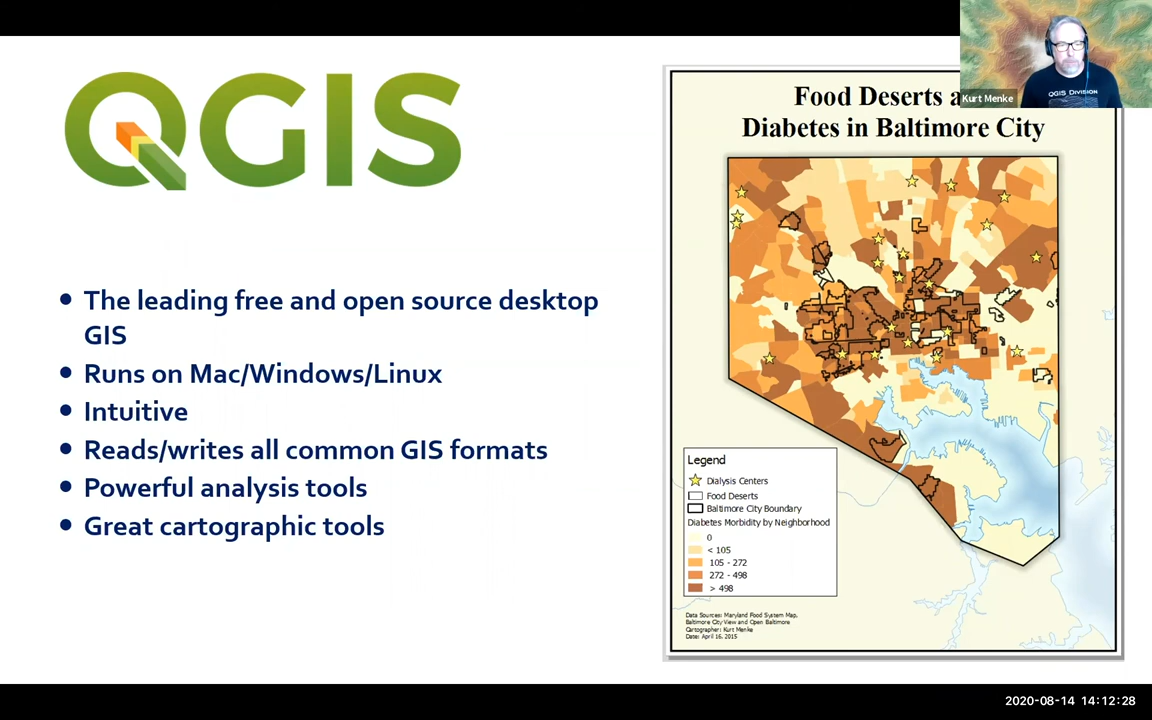 QGIS
Food Deserts a
Diabetes in Baltimore City
QGIS DIVISION
Kurt Menke
• The leading free and open source desktop
GIS
• Runs on Mac/Windows/Linux
• Intuitive
• Reads/writes all common GIS formats
• Powerful analysis tools
• Great cartographic tools
Legend
Dialysis Centers
Food Deserts
Baltimore City Boundary
Diabetes Morbidity by Neighborhood
0
< 105
105 - 272
272 - 498
> 498
Data Sources: Maryland Food System Map,
Baltimore City View and Open Baltimore
Cartographer: Kurt Menke
Date: April 16, 2015
2020-08-14 14:12:28